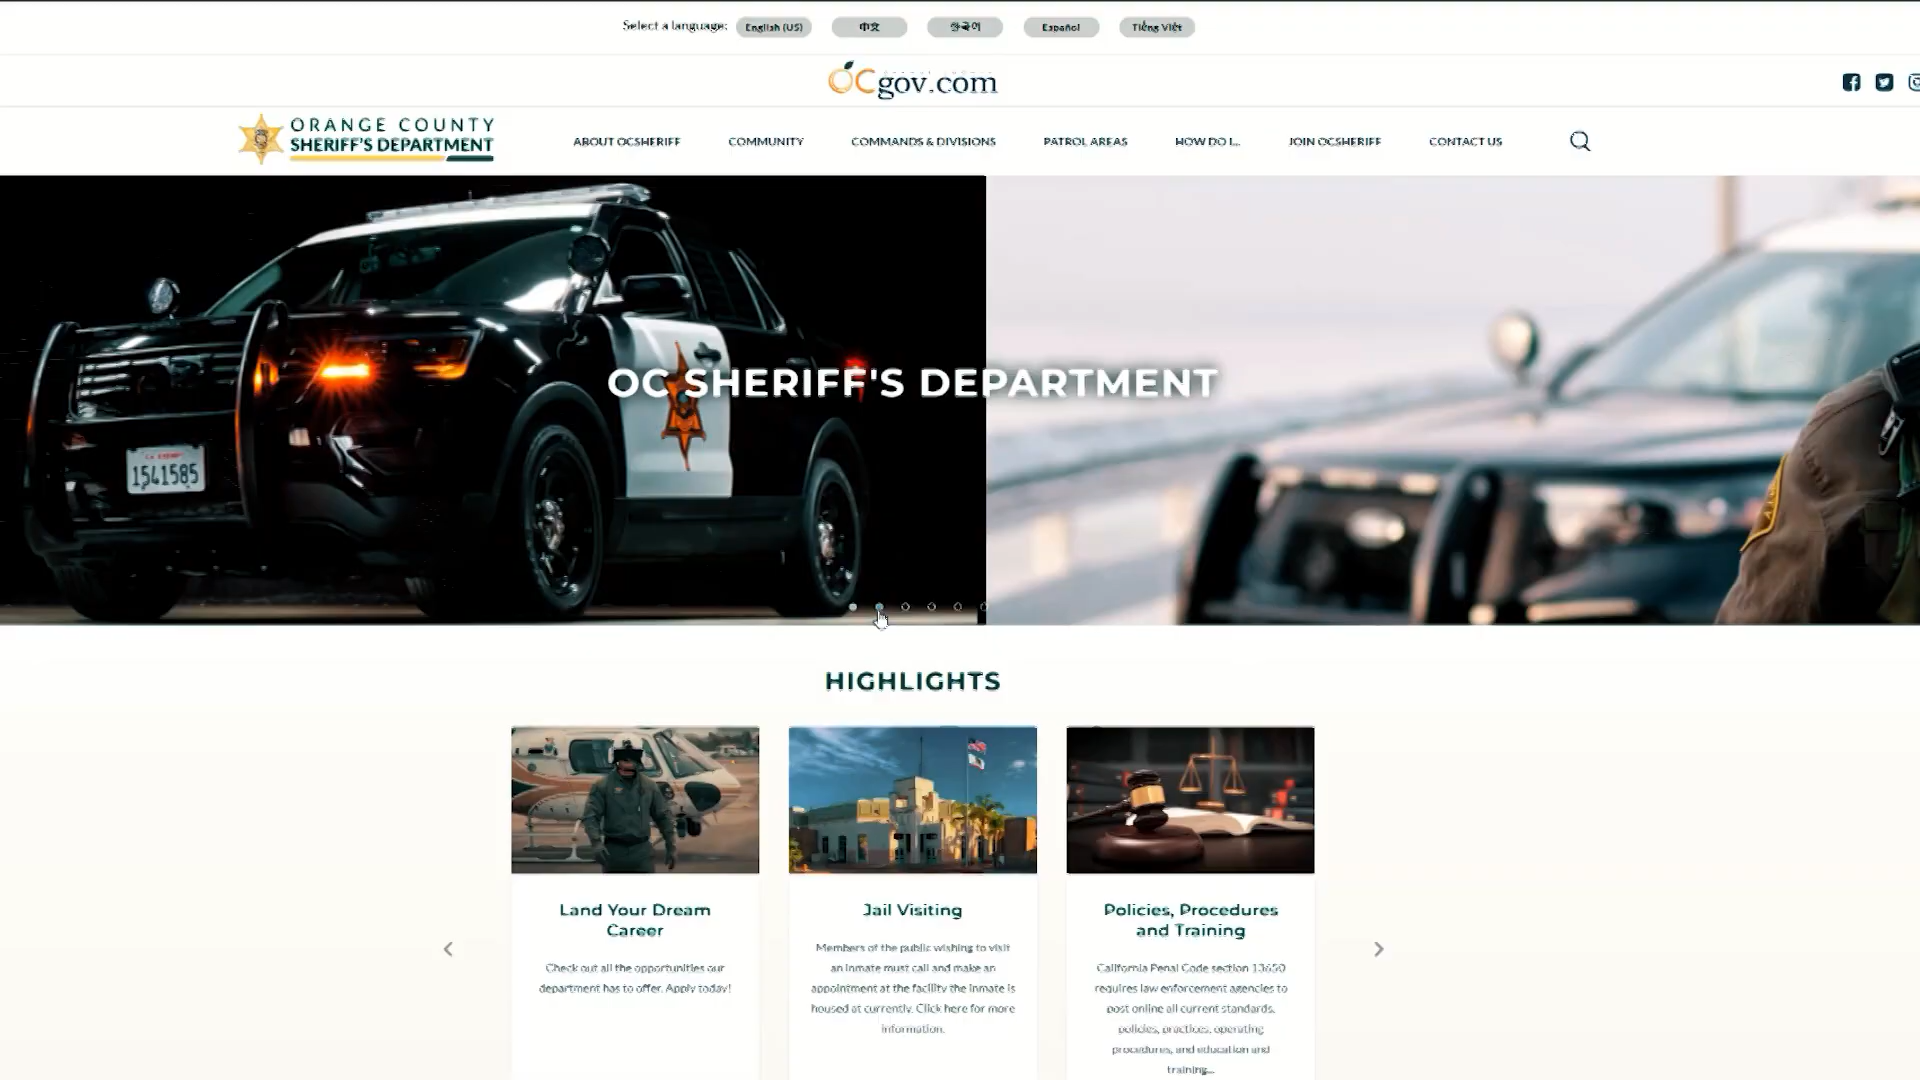 Select a language:
English (US)
中文
한국어
Español
Tiếng Việt
OCgov.com
ORANGE COUNTY
SHERIFF'S DEPARTMENT
ABOUT OCSHERIFF
COMMUNITY
COMMANDS & DIVISIONS
PATROL AREAS
HOW DO I...
JOIN OCSHERIFF
CONTACT US
1541585
OC SHERIFF'S DEPARTMENT
HIGHLIGHTS
Land Your Dream
Career
Check out all the opportunities our
department has to offer. Apply today!
Jail Visiting
Members of the public wishing to visit
an inmate must call and make an
appointment at the facility the inmate is
housed at currently. Click here for more
information.
Policies, Procedures
and Training
California Penal Code section 13650
requires law enforcement agencies to
post online all current standards,
policies, practices, operating
procedures, and education and
training...